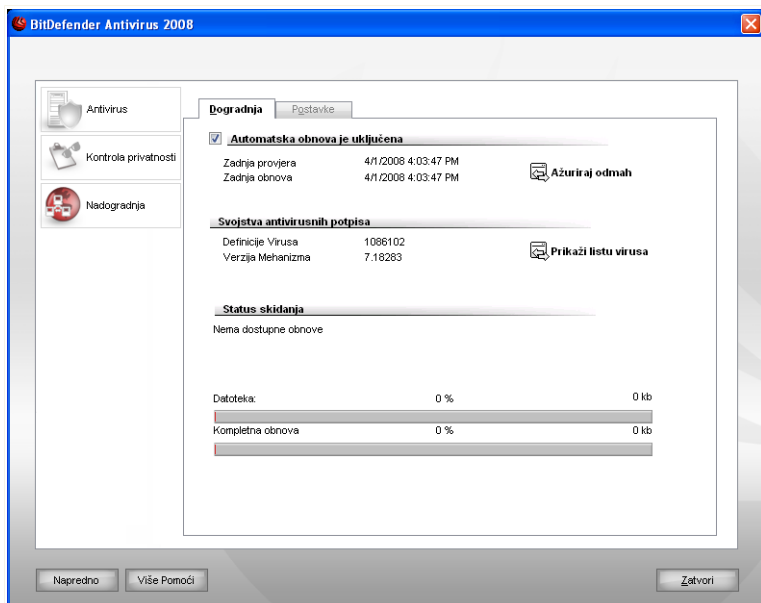 BitDefender Antivirus 2008
Antivirus
Kontrola privatnosti
Nadogradnja
Dogradnja Postavke
Automatska obnova je uključena
Zadnja provjera 4/1/2008 4:03:47 PM
Zadnja obnova 4/1/2008 4:03:47 PM
Ažuriraj odmah
Svojstva antivirusnih potpisa
Definicije Virusa 1086102
Verzija Mehanizma 7.18283
Prikaži listu virusa
Status skidanja
Nema dostupne obnove
Datoteka: 0 % 0 kb
Kompletna obnova 0 % 0 kb
Napredno Više Pomoći Zatvori